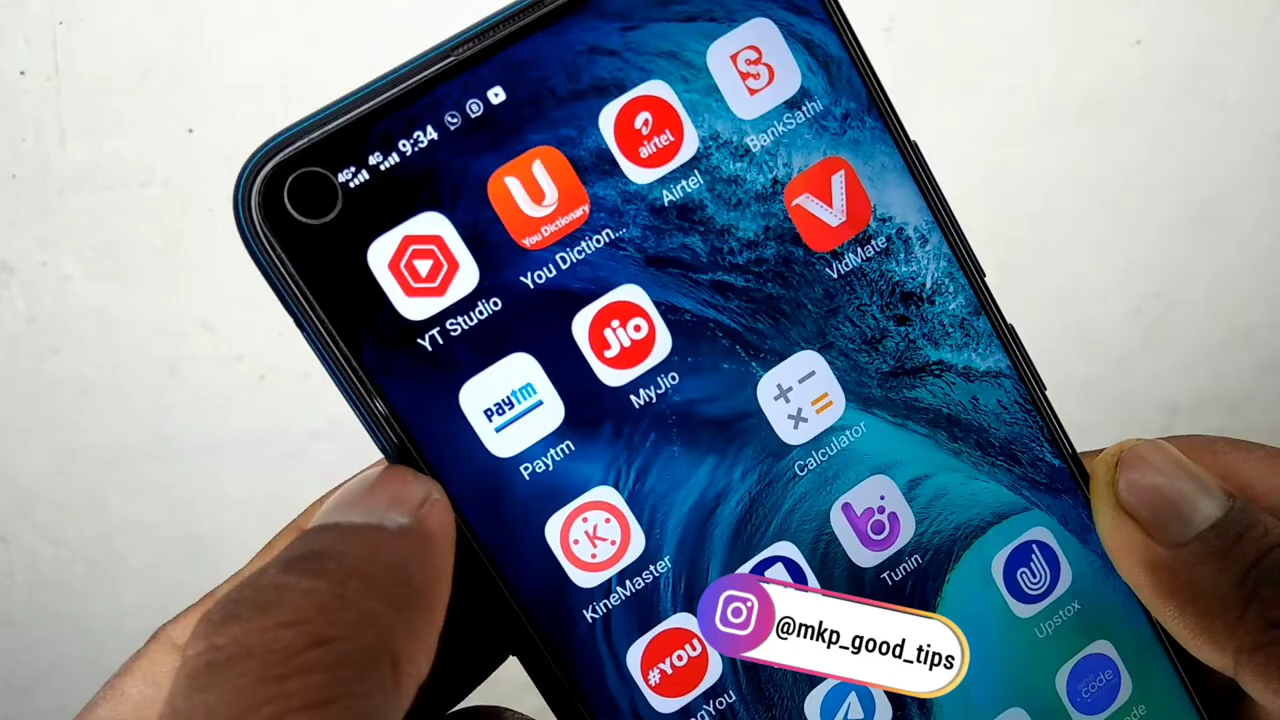 4G+ 4G 9:34
BankSathi
airtel
Airtel
VidMate
You Dictionary
You Diction...
YT Studio
Jio
MyJio
Calculator
paytm
Paytm
Tunin
K
KineMaster
Upstox
@mkp_good_tips
#YOU
code